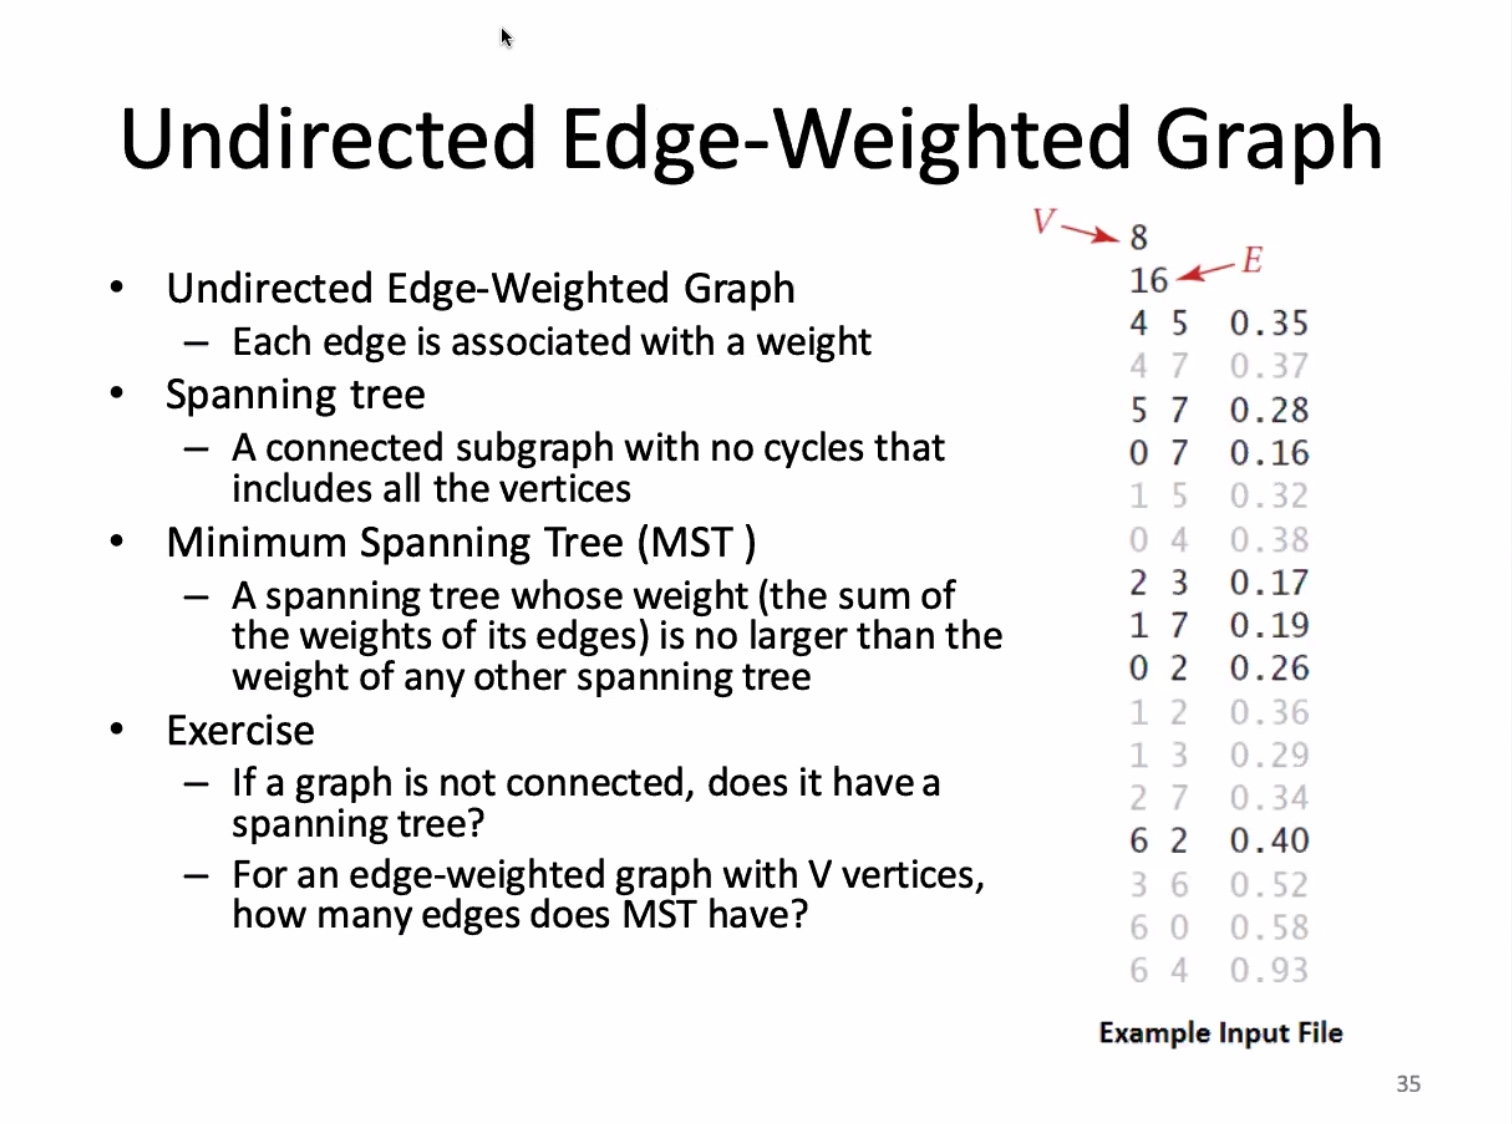 Undirected Edge-Weighted Graph
• Undirected Edge-Weighted Graph
– Each edge is associated with a weight
• Spanning tree
– A connected subgraph with no cycles that
includes all the vertices
• Minimum Spanning Tree (MST )
– A spanning tree whose weight (the sum of
the weights of its edges) is no larger than the
weight of any other spanning tree
• Exercise
– If a graph is not connected, does it have a
spanning tree?
– For an edge-weighted graph with V vertices,
how many edges does MST have?
V
8
16
E
4 5 0.35
4 7 0.37
5 7 0.28
0 7 0.16
1 5 0.32
0 4 0.38
2 3 0.17
1 7 0.19
0 2 0.26
1 2 0.36
1 3 0.29
2 7 0.34
6 2 0.40
3 6 0.52
6 0 0.58
6 4 0.93
Example Input File
35